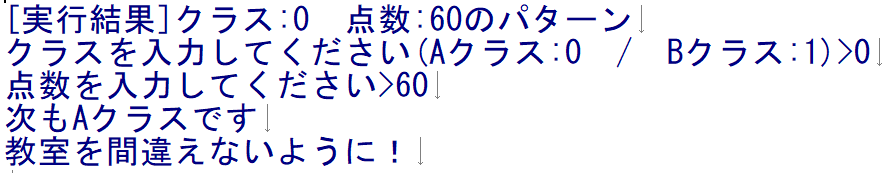 [実行結果]クラス:0　点数:60のパターン↓
クラスを入力してください(Aクラス:0　/　Bクラス:1)>0↓
点数を入力してください>60↓
次もAクラスです↓
教室を間違えないように！↓